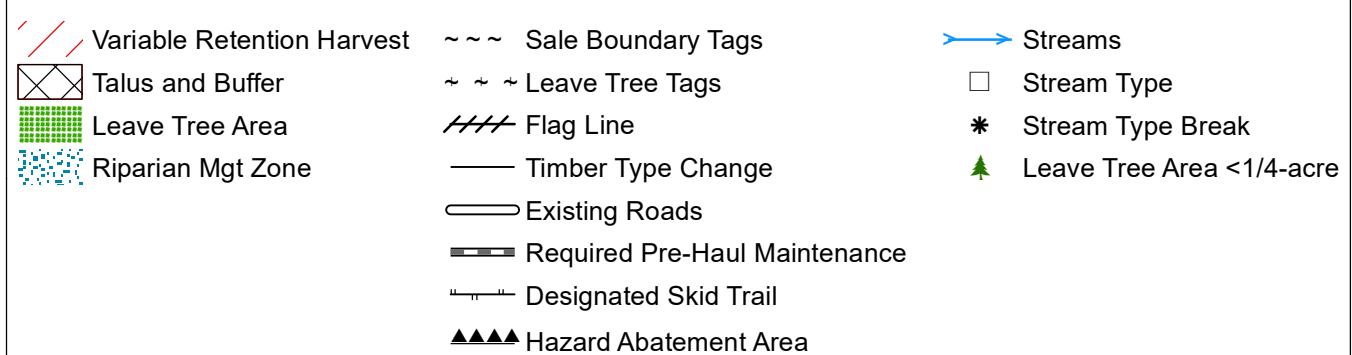 Variable Retention Harvest
Talus and Buffer
Leave Tree Area
Riparian Mgt Zone
Sale Boundary Tags
Leave Tree Tags
Flag Line
Timber Type Change
Existing Roads
Required Pre-Haul Maintenance
Designated Skid Trail
Hazard Abatement Area
Streams
Stream Type
Stream Type Break
Leave Tree Area <1/4-acre